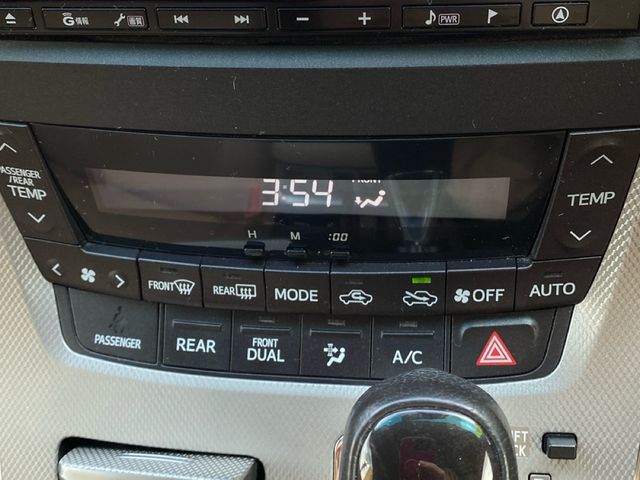 G情報 画質 − + PWR
PASSENGER
/REAR
TEMP
3:54 FRONT
TEMP
H M :00
FRONT REAR MODE OFF AUTO
PASSENGER REAR FRONT
DUAL A/C